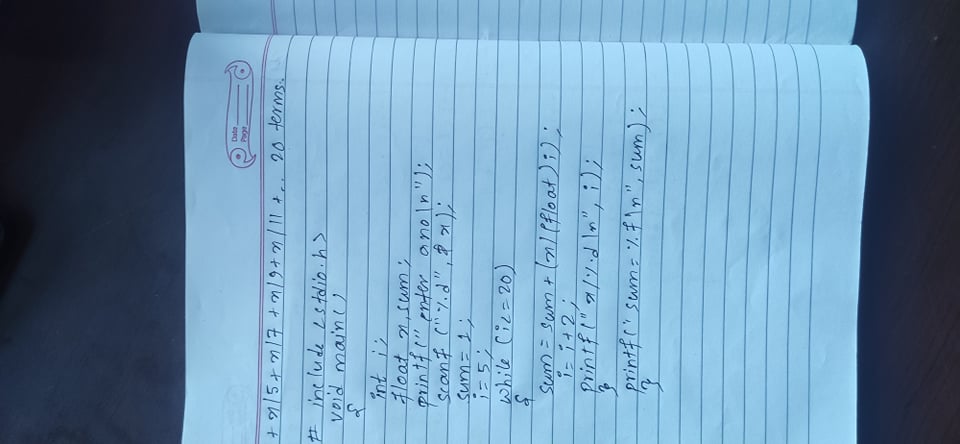 Date
Page
+ x/5 + x/7 + x/9 + x/11 + .. 20 terms.
# include <stdio.h>
void main()
{
int i;
float x, sum;
printf(" enter a no \n");
scanf ("%d", & x);
sum = 1;
i = 5;
while (i<=20)
{
sum = sum + (x/(float)i);
i = i+2;
printf(" x/%d \n", i);
}
printf(" sum = %f \n", sum);
}